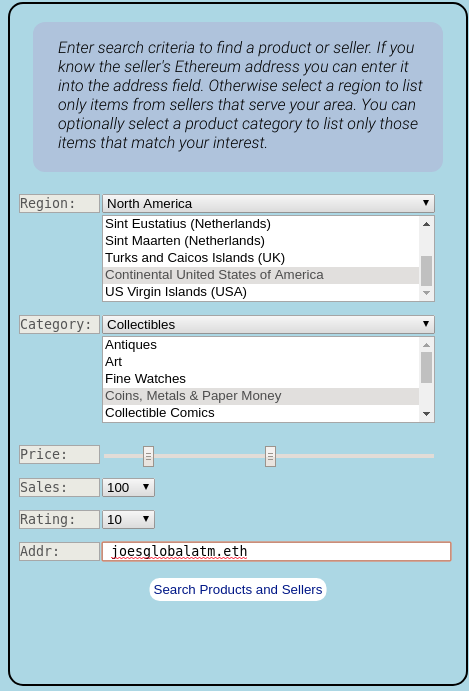 Enter search criteria to find a product or seller. If you
know the seller's Ethereum address you can enter it
into the address field. Otherwise select a region to list
only items from sellers that serve your area. You can
optionally select a product category to list only those
items that match your interest.
Region: North America
Sint Eustatius (Netherlands)
Sint Maarten (Netherlands)
Turks and Caicos Islands (UK)
Continental United States of America
US Virgin Islands (USA)
Category: Collectibles
Antiques
Art
Fine Watches
Coins, Metals & Paper Money
Collectible Comics
Price:
Sales: 100
Rating: 10
Addr: joesglobalatm.eth
Search Products and Sellers